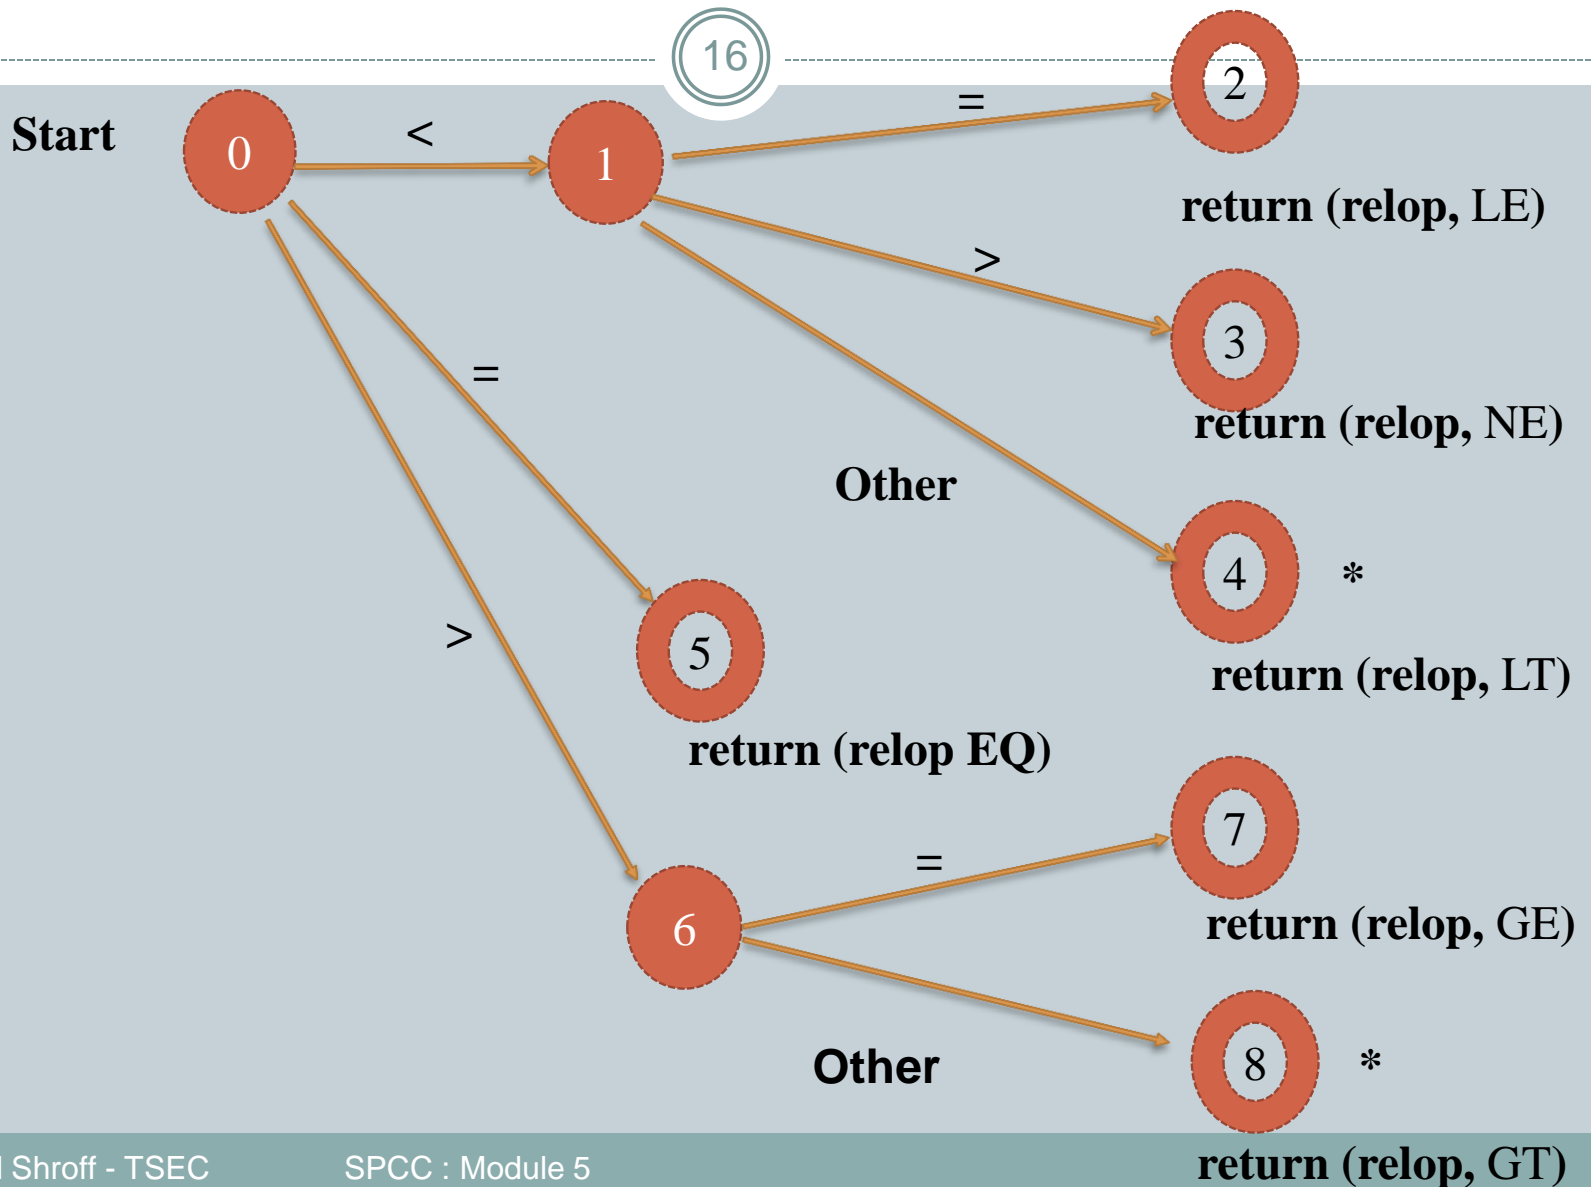 16
Start
0
<
1
=
2
return (relop, LE)
>
3
return (relop, NE)
Other
4 *
return (relop, LT)
=
5
return (relop EQ)
>
6
=
7
return (relop, GE)
Other
8 *
return (relop, GT)
Shroff - TSEC SPCC : Module 5